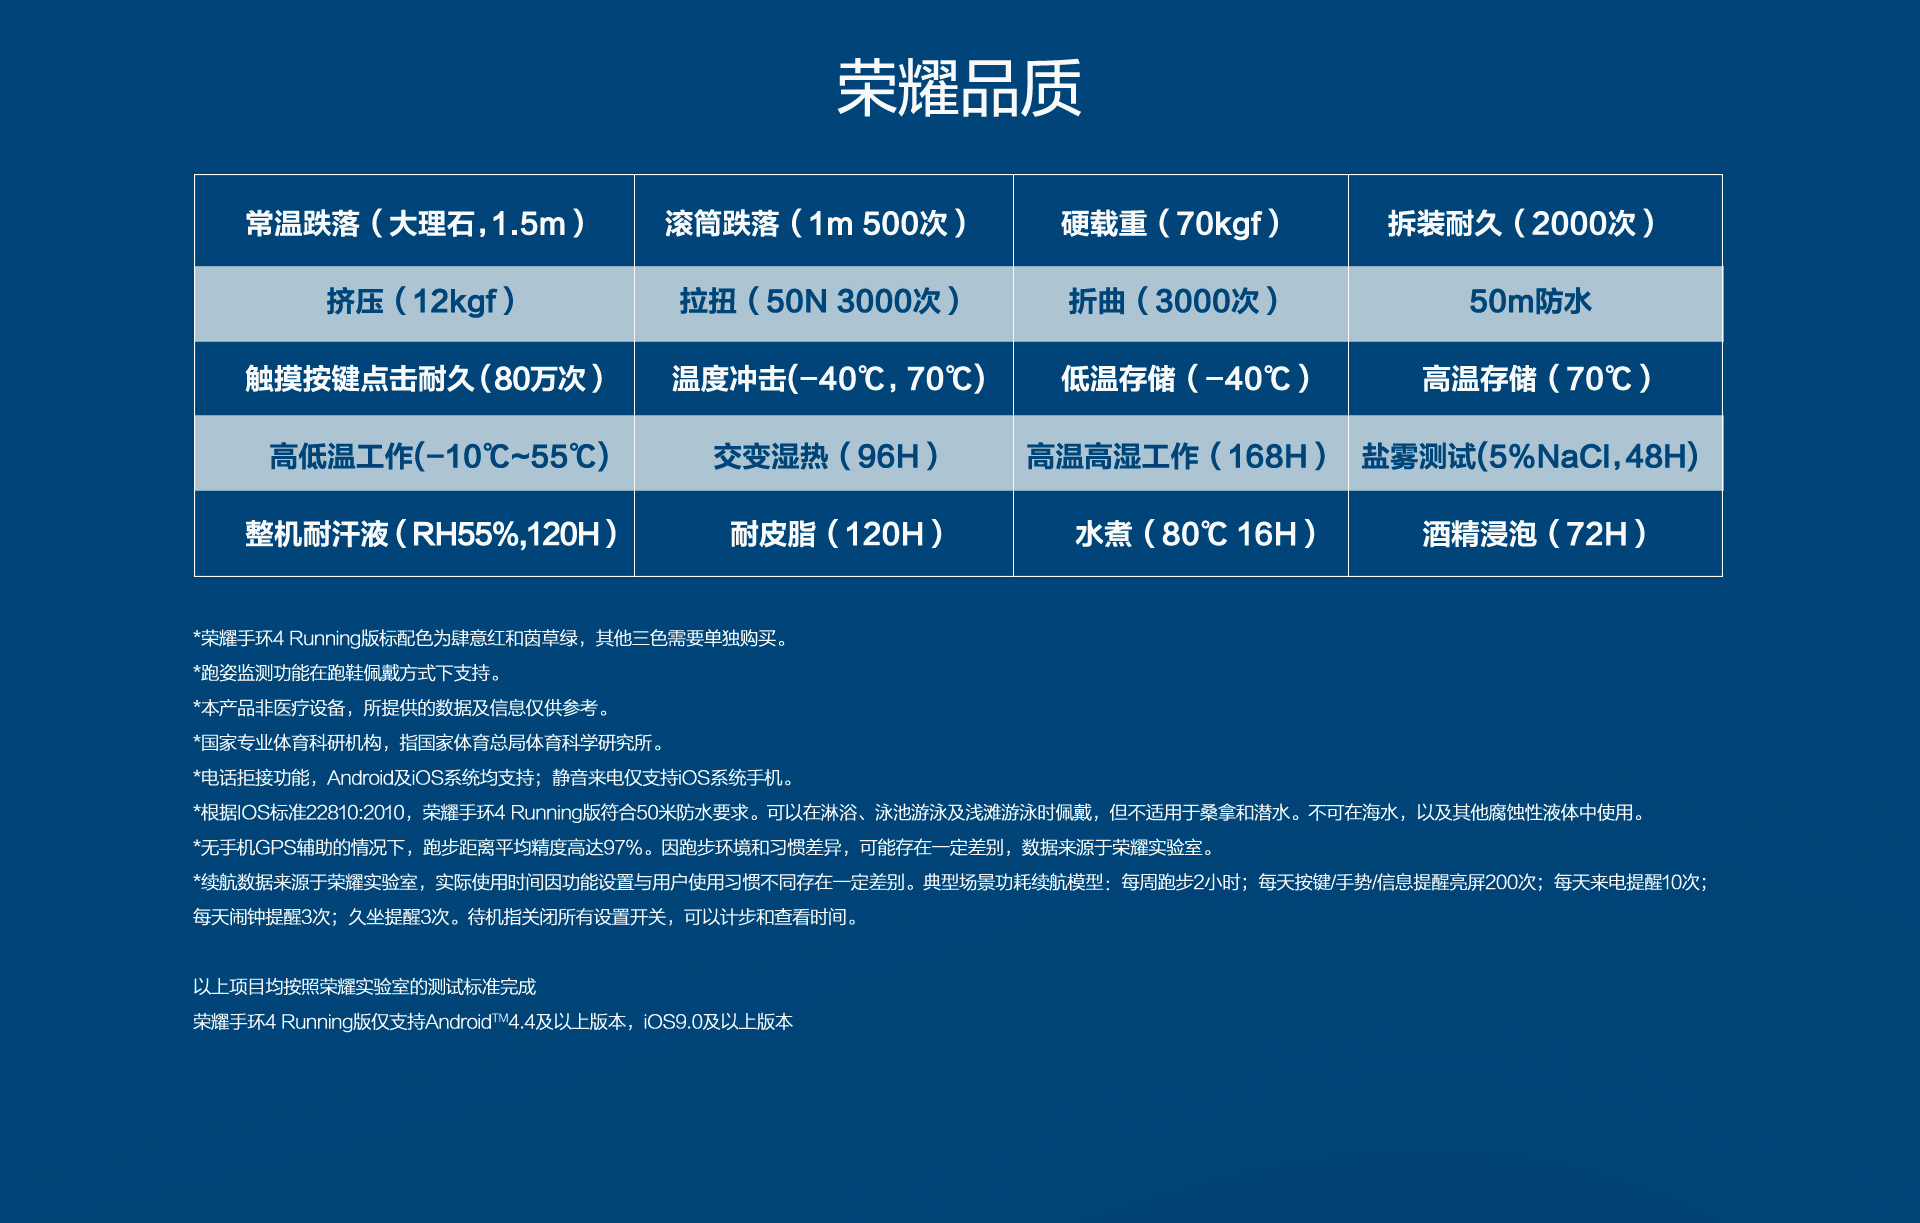 荣耀品质
常温跌落（大理石,1.5m） 滚筒跌落（1m 500次） 硬载重（70kgf） 拆装耐久（2000次）
挤压（12kgf） 拉扭（50N 3000次） 折曲（3000次） 50m防水
触摸按键点击耐久（80万次） 温度冲击(-40℃, 70℃) 低温存储（-40℃） 高温存储（70℃）
高低温工作(-10℃~55℃) 交变湿热（96H） 高温高湿工作（168H） 盐雾测试(5%NaCl,48H)
整机耐汗液（RH55%,120H） 耐皮脂（120H） 水煮（80℃ 16H） 酒精浸泡（72H）
*荣耀手环4 Running版标配色为肆意红和茵草绿，其他三色需要单独购买。
*跑姿监测功能在跑鞋佩戴方式下支持。
*本产品非医疗设备，所提供的数据及信息仅供参考。
*国家专业体育科研机构，指国家体育总局体育科学研究所。
*电话拒接功能，Android及iOS系统均支持；静音来电仅支持iOS系统手机。
*根据IOS标准22810:2010，荣耀手环4 Running版符合50米防水要求。可以在淋浴、泳池游泳及浅滩游泳时佩戴，但不适用于桑拿和潜水。不可在海水，以及其他腐蚀性液体中使用。
*无手机GPS辅助的情况下，跑步距离平均精度高达97%。因跑步环境和习惯差异，可能存在一定差别，数据来源于荣耀实验室。
*续航数据来源于荣耀实验室，实际使用时间因功能设置与用户使用习惯不同存在一定差别。典型场景功耗续航模型：每周跑步2小时；每天按键/手势/信息提醒亮屏200次；每天来电提醒10次；
每天闹钟提醒3次；久坐提醒3次。待机指关闭所有设置开关，可以计步和查看时间。
以上项目均按照荣耀实验室的测试标准完成
荣耀手环4 Running版仅支持Android™4.4及以上版本，iOS9.0及以上版本